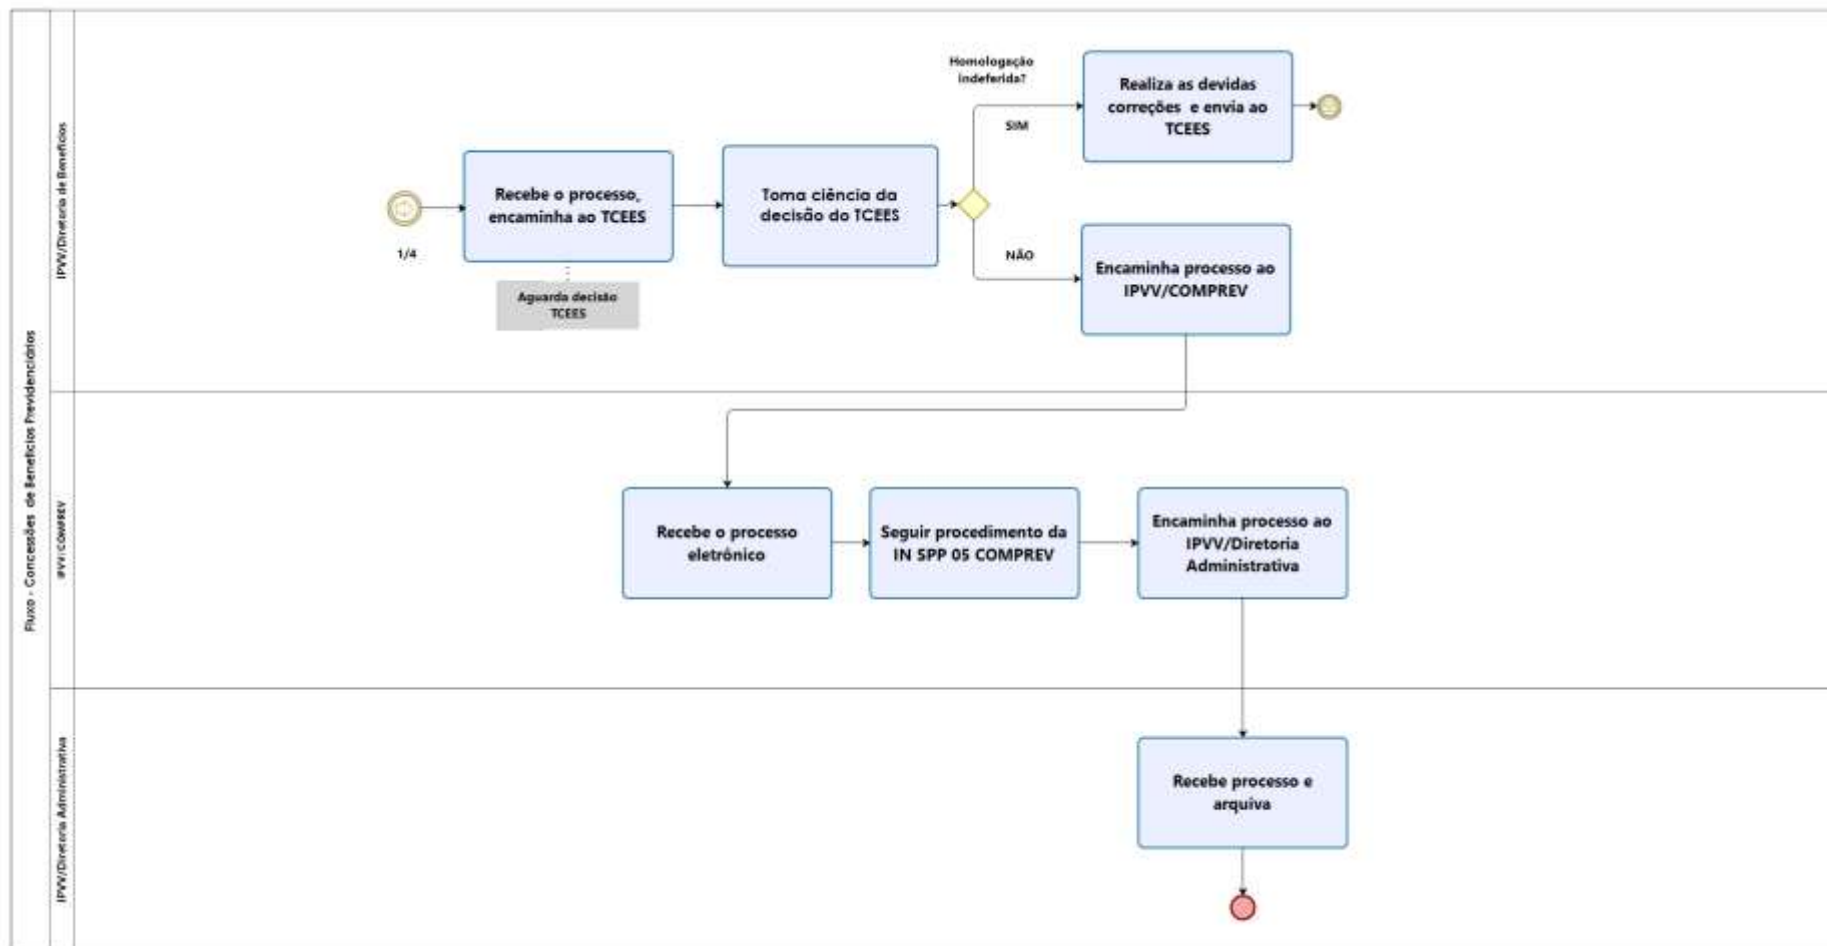 Fluxo - Concessões de Benefícios Previdenciários
IPVV/Diretoria de Benefícios
1/4
Recebe o processo,
encaminha ao TCEES
Aguarda decisão
TCEES
Toma ciência da
decisão do TCEES
Homologação
indeferida?
SIM
NÃO
Realiza as devidas
correções e envia ao
TCEES
Encaminha processo ao
IPVV/COMPREV
IPVV/COMPREV
Recebe o processo
eletrônico
Seguir procedimento da
IN SPP 05 COMPREV
Encaminha processo ao
IPVV/Diretoria
Administrativa
IPVV/Diretoria Administrativa
Recebe processo e
arquiva